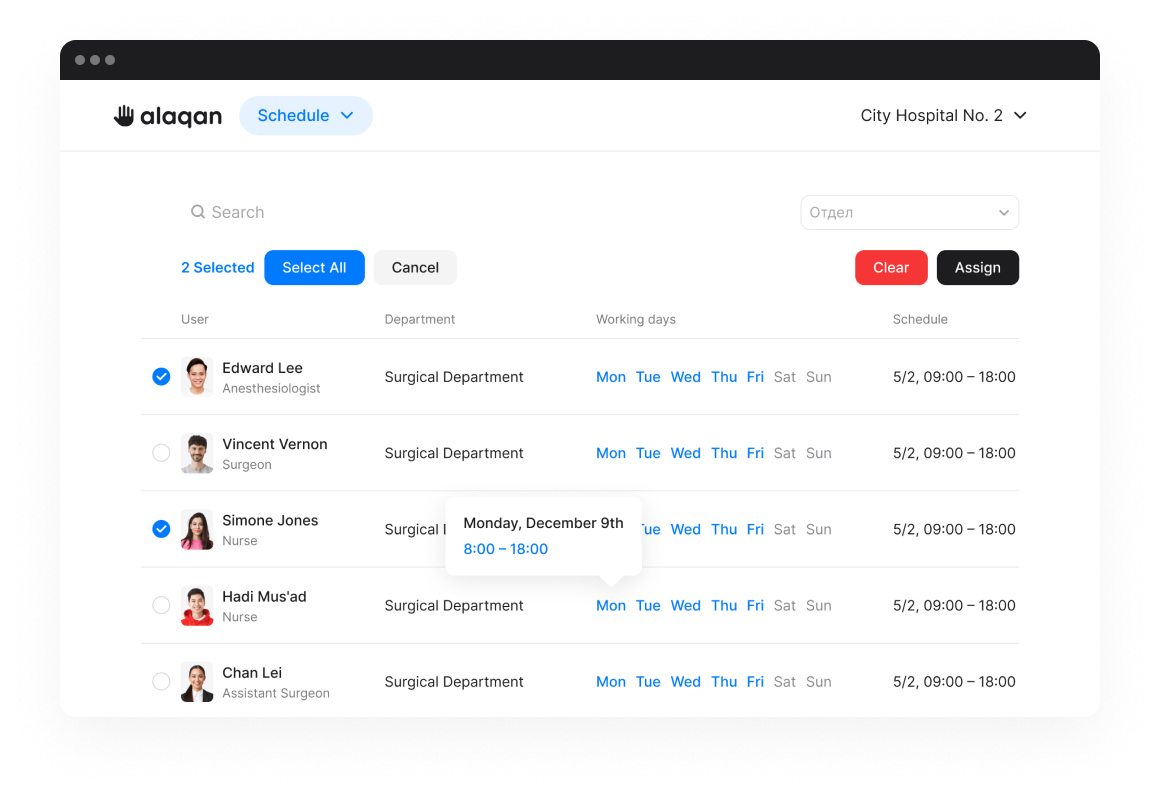 alaqan Schedule City Hospital No. 2
Search Отдел
2 Selected Select All Cancel Clear Assign
User Department Working days Schedule
Edward Lee
Anesthesiologist
Surgical Department Mon Tue Wed Thu Fri Sat Sun 5/2, 09:00 – 18:00
Vincent Vernon
Surgeon
Surgical Department Mon Tue Wed Thu Fri Sat Sun 5/2, 09:00 – 18:00
Simone Jones
Nurse
Surgical Tue Wed Thu Fri Sat Sun 5/2, 09:00 – 18:00
Monday, December 9th
8:00 – 18:00
Hadi Mus'ad
Nurse
Surgical Department Mon Tue Wed Thu Fri Sat Sun 5/2, 09:00 – 18:00
Chan Lei
Assistant Surgeon
Surgical Department Mon Tue Wed Thu Fri Sat Sun 5/2, 09:00 – 18:00